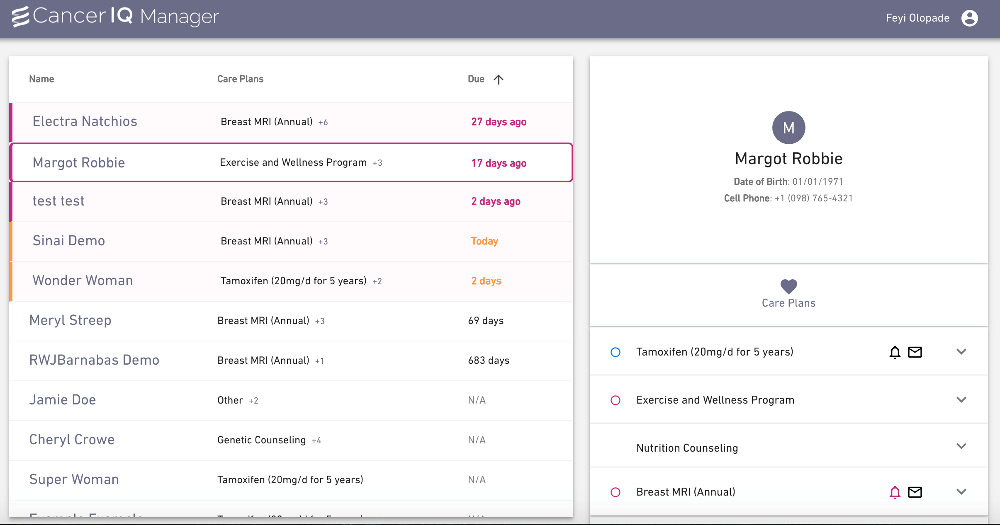 Cancer IQ Manager
Feyi Olopade
Name Care Plans Due
Electra Natchios Breast MRI (Annual) +6 27 days ago
Margot Robbie Exercise and Wellness Program +3 17 days ago
test test Breast MRI (Annual) +3 2 days ago
Sinai Demo Breast MRI (Annual) +3 Today
Wonder Woman Tamoxifen (20mg/d for 5 years) +2 2 days
Meryl Streep Breast MRI (Annual) +3 69 days
RWJBarnabas Demo Breast MRI (Annual) +1 683 days
Jamie Doe Other +2 N/A
Cheryl Crowe Genetic Counseling +4 N/A
Super Woman Tamoxifen (20mg/d for 5 years) N/A
M
Margot Robbie
Date of Birth: 01/01/1971
Cell Phone: +1 (098) 765-4321
Care Plans
Tamoxifen (20mg/d for 5 years)
Exercise and Wellness Program
Nutrition Counseling
Breast MRI (Annual)